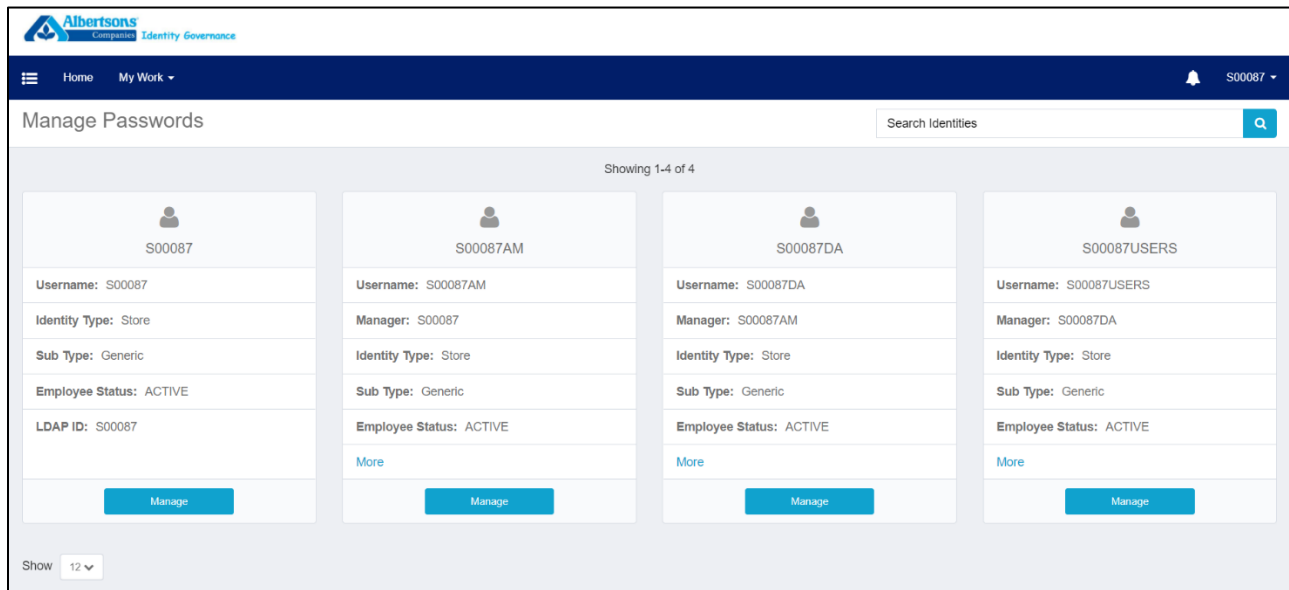 Albertsons
Companies Identity Governance
Home My Work S00087
Manage Passwords Search Identities
Showing 1-4 of 4
S00087
Username: S00087
Identity Type: Store
Sub Type: Generic
Employee Status: ACTIVE
LDAP ID: S00087
Manage
S00087AM
Username: S00087AM
Manager: S00087
Identity Type: Store
Sub Type: Generic
Employee Status: ACTIVE
More
Manage
S00087DA
Username: S00087DA
Manager: S00087AM
Identity Type: Store
Sub Type: Generic
Employee Status: ACTIVE
More
Manage
S00087USERS
Username: S00087USERS
Manager: S00087DA
Identity Type: Store
Sub Type: Generic
Employee Status: ACTIVE
More
Manage
Show 12